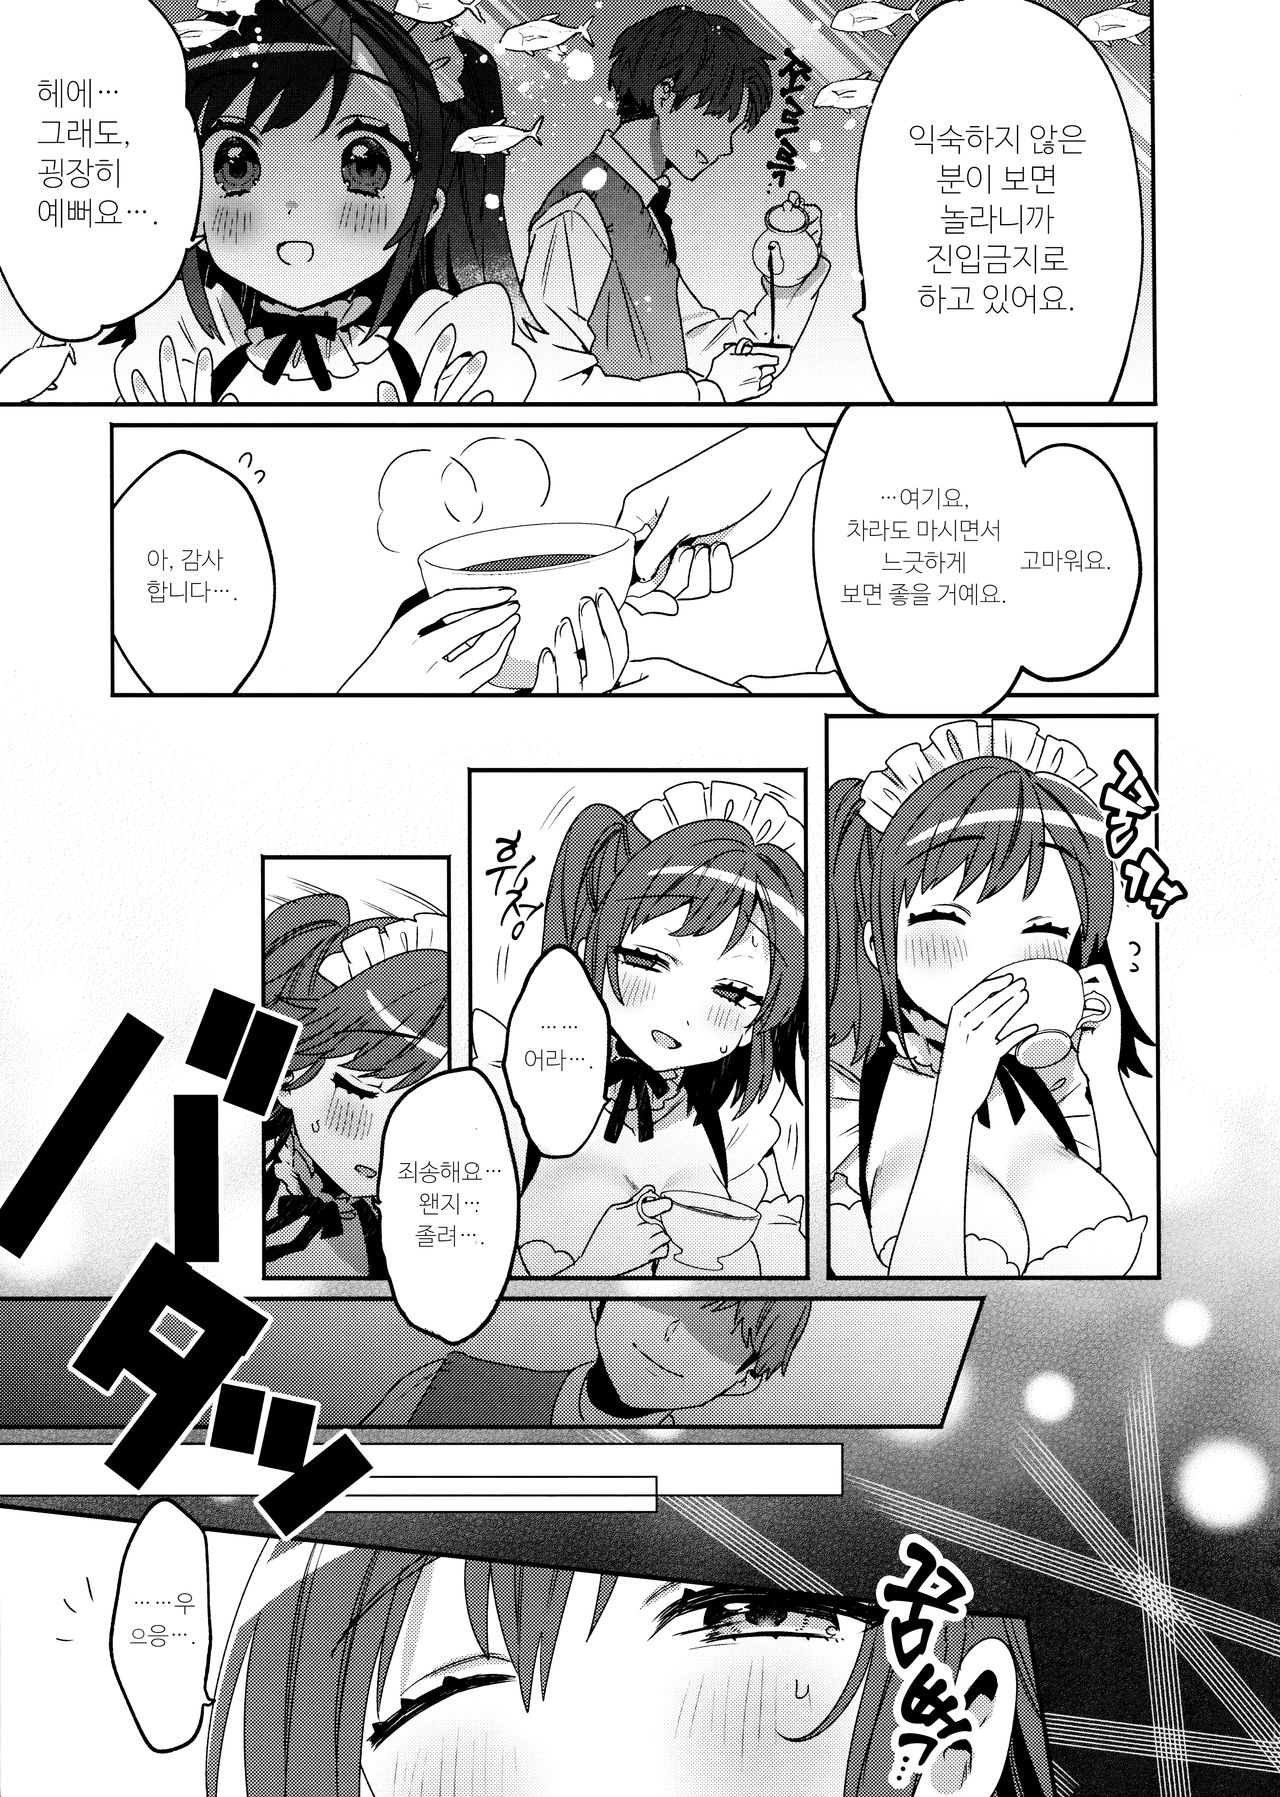 익숙하지 않은
분이 보면
놀라니까
진입금지로
하고 있어요.
쪼르르르…
헤에…
그래도,
굉장히
예뻐요….
고마워요.
…여기요,
차라도 마시면서
느긋하게
보면 좋을 거예요.
아, 감사
합니다….
꿀꺽
휘청
……
어라….
죄송해요…
왠지…
졸려….
バタッ
꿈뻑…
……우
으응….